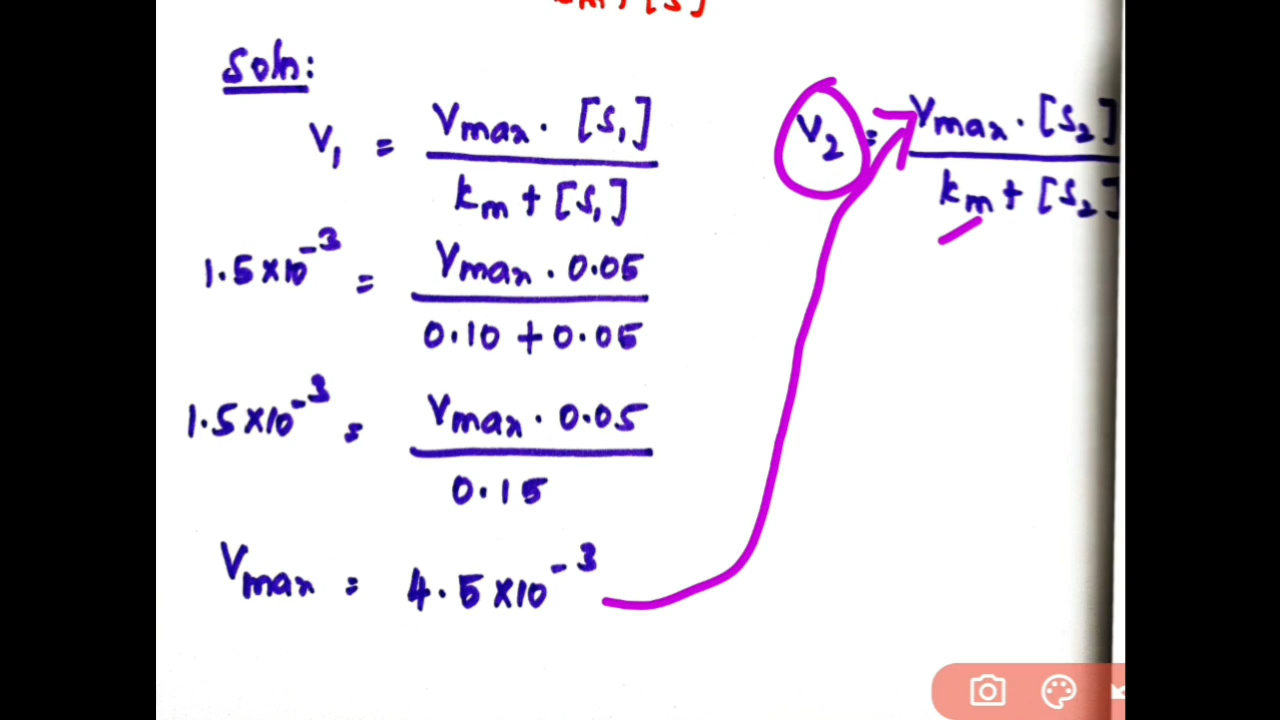 Soln:
V₁ = Vmax · [S₁] / Km + [S₁]
V₂ = Vmax · [S₂] / Km + [S₂]
1.5×10⁻³ = Vmax · 0.05 / 0.10 + 0.05
1.5×10⁻³ = Vmax · 0.05 / 0.15
Vmax = 4.5×10⁻³